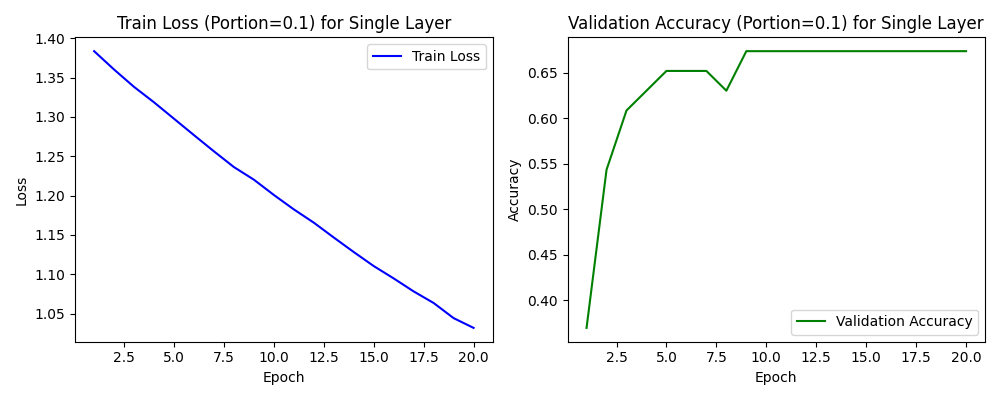 Train Loss (Portion=0.1) for Single Layer
1.40
1.35
1.30
1.25
1.20
1.15
1.10
1.05
Loss
Train Loss
2.5 5.0 7.5 10.0 12.5 15.0 17.5 20.0
Epoch
Validation Accuracy (Portion=0.1) for Single Layer
0.65
0.60
0.55
0.50
0.45
0.40
Accuracy
Validation Accuracy
2.5 5.0 7.5 10.0 12.5 15.0 17.5 20.0
Epoch